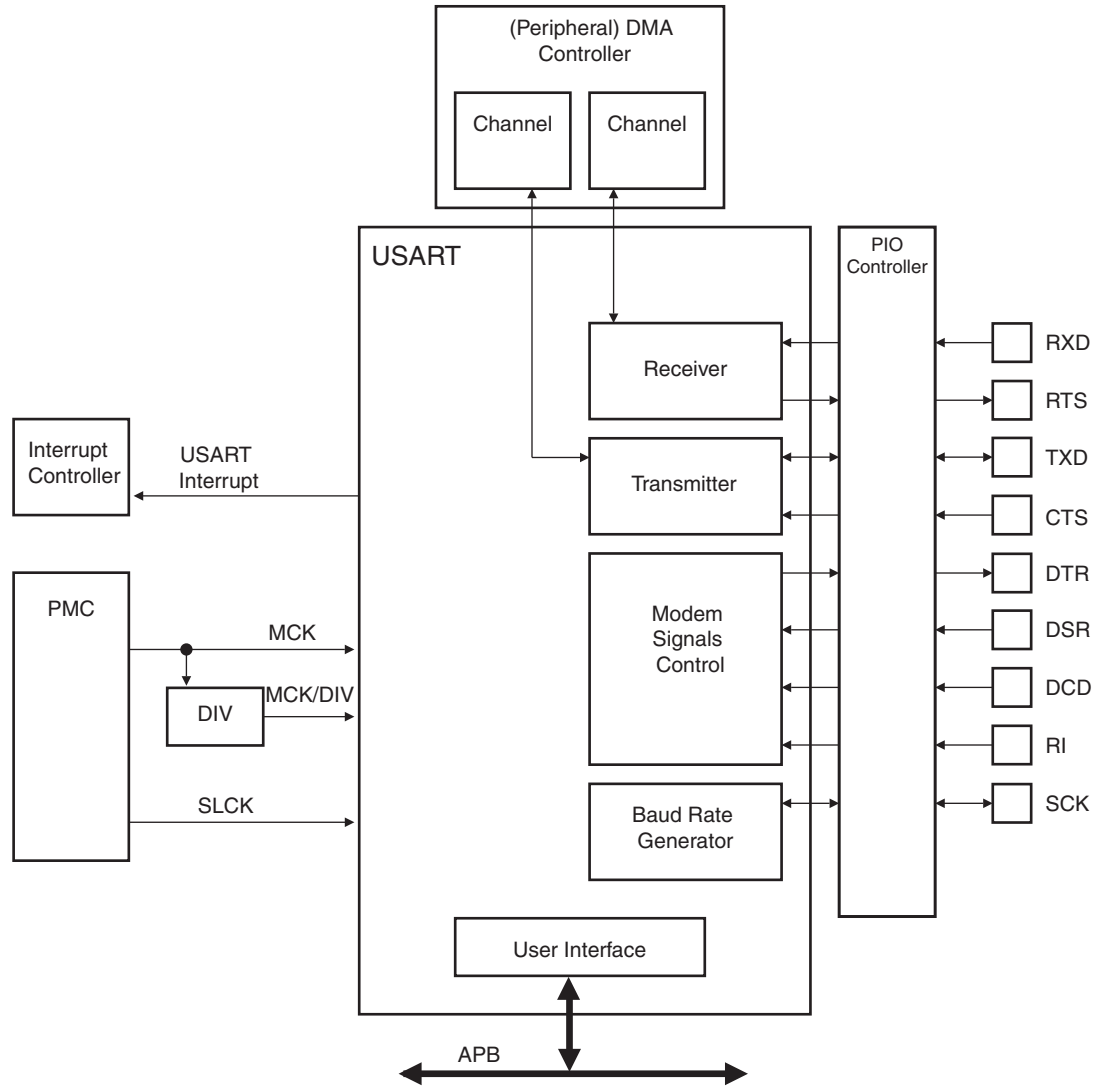 (Peripheral) DMA
Controller
Channel
Channel
USART
PIO
Controller
Receiver
RXD
RTS
Interrupt
Controller
USART
Interrupt
Transmitter
TXD
CTS
PMC
MCK
DIV
MCK/DIV
SLCK
Modem
Signals
Control
DTR
DSR
DCD
RI
Baud Rate
Generator
SCK
User Interface
APB